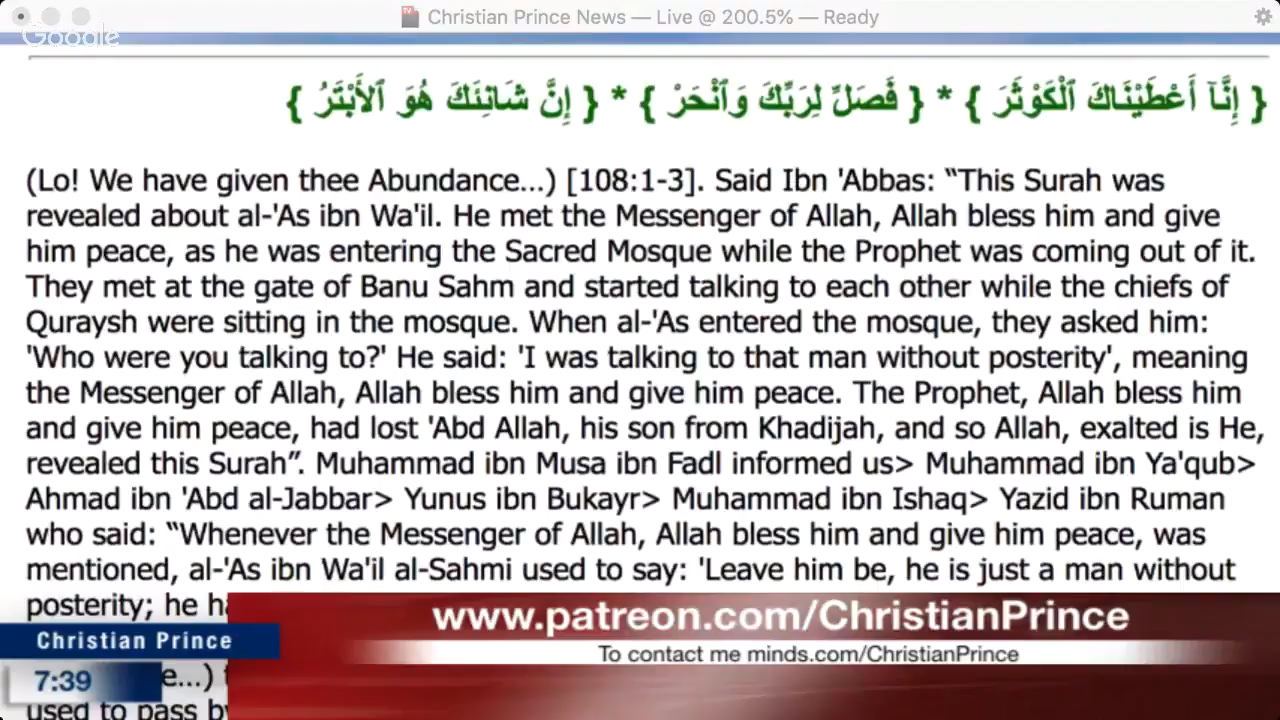 Christian Prince News — Live @ 200.5% — Ready
Google
{ إِنَّآ أَعْطَيْنَاكَ ٱلْكَوْثَرَ } * { فَصَلِّ لِرَبِّكَ وَٱنْحَرْ } * { إِنَّ شَانِئَكَ هُوَ ٱلأَبْتَرُ }
(Lo! We have given thee Abundance...) [108:1-3]. Said Ibn 'Abbas: “This Surah was
revealed about al-'As ibn Wa'il. He met the Messenger of Allah, Allah bless him and give
him peace, as he was entering the Sacred Mosque while the Prophet was coming out of it.
They met at the gate of Banu Sahm and started talking to each other while the chiefs of
Quraysh were sitting in the mosque. When al-'As entered the mosque, they asked him:
'Who were you talking to?' He said: 'I was talking to that man without posterity', meaning
the Messenger of Allah, Allah bless him and give him peace. The Prophet, Allah bless him
and give him peace, had lost 'Abd Allah, his son from Khadijah, and so Allah, exalted is He,
revealed this Surah”. Muhammad ibn Musa ibn Fadl informed us> Muhammad ibn Ya'qub>
Ahmad ibn 'Abd al-Jabbar> Yunus ibn Bukayr> Muhammad ibn Ishaq> Yazid ibn Ruman
who said: “Whenever the Messenger of Allah, Allah bless him and give him peace, was
mentioned, al-'As ibn Wa'il al-Sahmi used to say: 'Leave him be, he is just a man without
posterity; he
www.patreon.com/ChristianPrince
Christian Prince
To contact me minds.com/ChristianPrince
7:39
e...)
used to pass